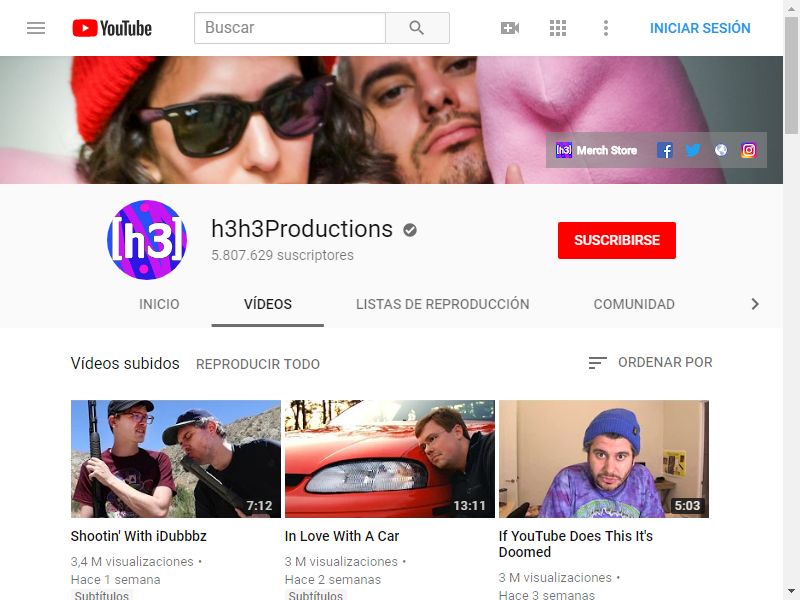 YouTube
Buscar
INICIAR SESIÓN
[h3] Merch Store
[h3]
h3h3Productions
5.807.629 suscriptores
SUSCRIBIRSE
INICIO VÍDEOS LISTAS DE REPRODUCCIÓN COMUNIDAD
Vídeos subidos REPRODUCIR TODO ORDENAR POR
7:12
13:11
5:03
Shootin' With iDubbbz
3,4 M visualizaciones •
Hace 1 semana
Subtítulos
In Love With A Car
3 M visualizaciones •
Hace 2 semanas
Subtítulos
If YouTube Does This It's
Doomed
3 M visualizaciones •
Hace 3 semanas